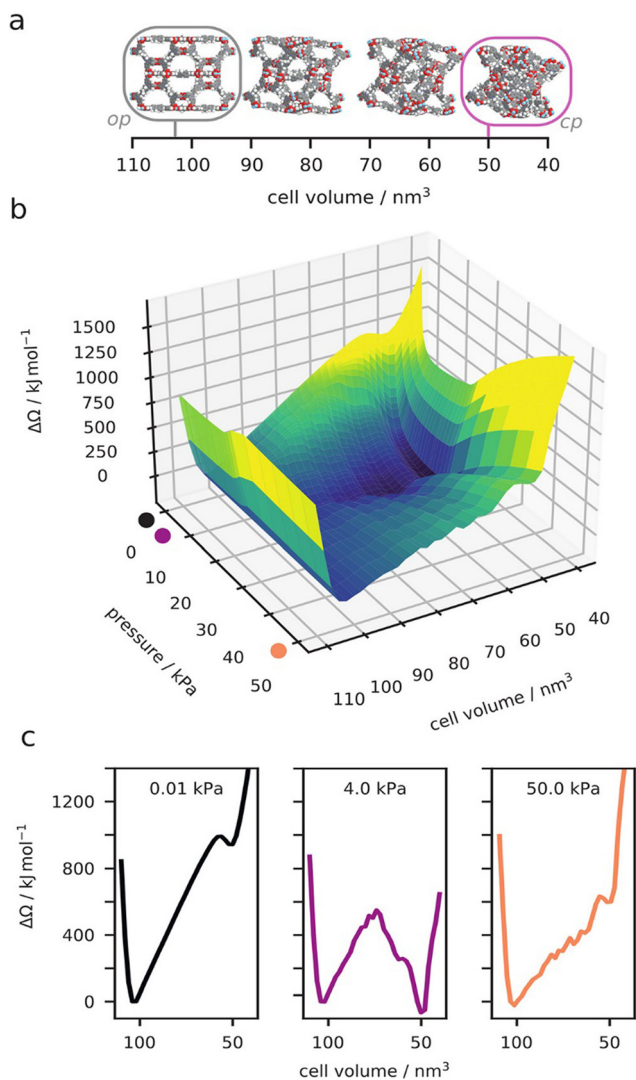 a
op
cp
110 100 90 80 70 60 50 40
cell volume / nm³
b
ΔΩ / kJ mol⁻¹
1500
1250
1000
750
500
250
0
0
10
20
30
40
50
pressure / kPa
110 100 90 80 70 60 50 40
cell volume / nm³
c
0.01 kPa 4.0 kPa 50.0 kPa
ΔΩ / kJ mol⁻¹
1200
800
400
0
100 50 100 50 100 50
cell volume / nm³